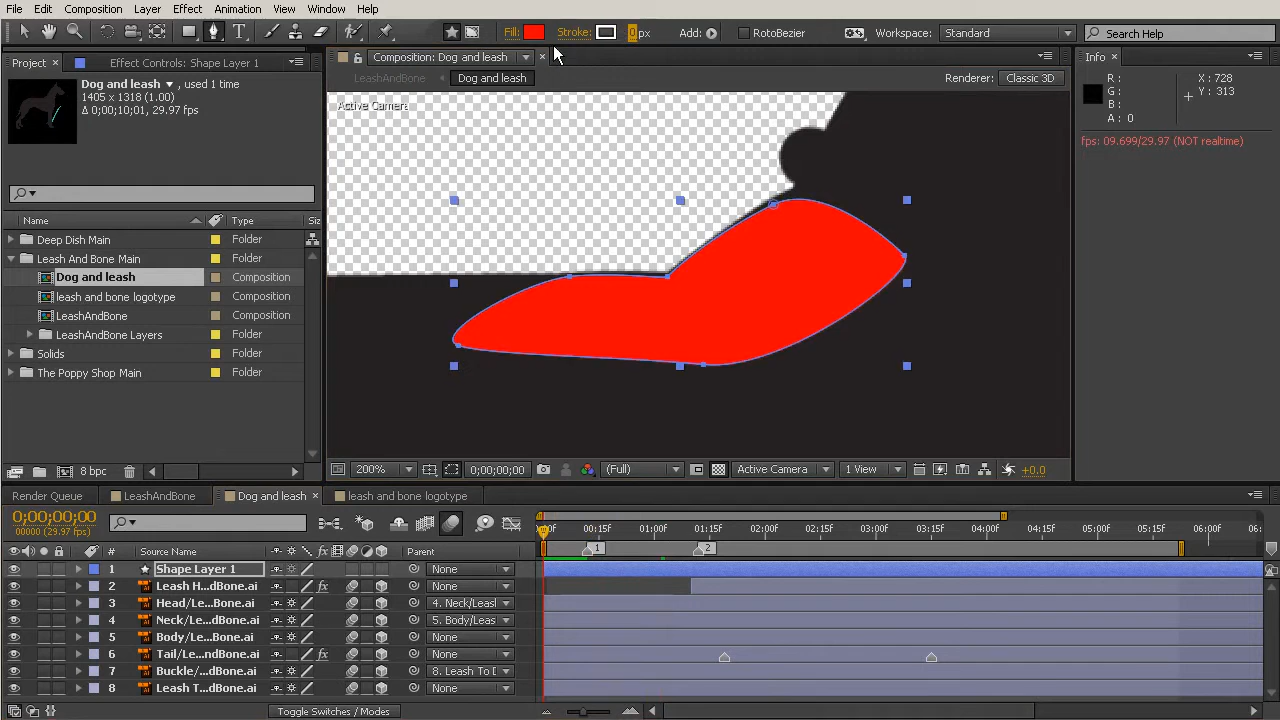 File Edit Composition Layer Effect Animation View Window Help
T Fill: Stroke: 0 px Add: RotoBezier Workspace: Standard Search Help
Project × Effect Controls: Shape Layer 1
Dog and leash ▼ , used 1 time
1405 x 1318 (1.00)
Δ 0;00;10;01, 29.97 fps)
Name Type Siz
Deep Dish Main Folder
Leash And Bone Main Folder
Dog and leash Composition
leash and bone logotype Composition
LeashAndBone Composition
LeashAndBone Layers Folder
Solids Folder
The Poppy Shop Main Folder
8 bpc
Composition: Dog and leash ×
LeashAndBone Dog and leash Renderer: Classic 3D
Active Camera
200% 0;00;00;00 (Full) Active Camera 1 View +0.0
Info ×
R: X: 728
G: Y: 313
B:
A: 0
fps: 09.699/29.97 (NOT realtime)
Render Queue LeashAndBone Dog and leash × leash and bone logotype
0;00;00;00
00000 (29.97 fps)
0f 00:15f 01:00f 01:15f 02:00f 02:15f 03:00f 03:15f 04:00f 04:15f 05:00f 05:15f 06:00f 06:
1 2
# Source Name fx Parent
1 Shape Layer 1 None
2 Leash H...dBone.ai fx None
3 Head/Le...Bone.ai 4. Neck/Leasl
4 Neck/Le...dBone.ai 5. Body/Leas
5 Body/Le...Bone.ai None
6 Tail/Le...ndBone.ai fx None
7 Buckle/...dBone.ai 8. Leash To D
8 Leash T...dBone.ai None
Toggle Switches / Modes